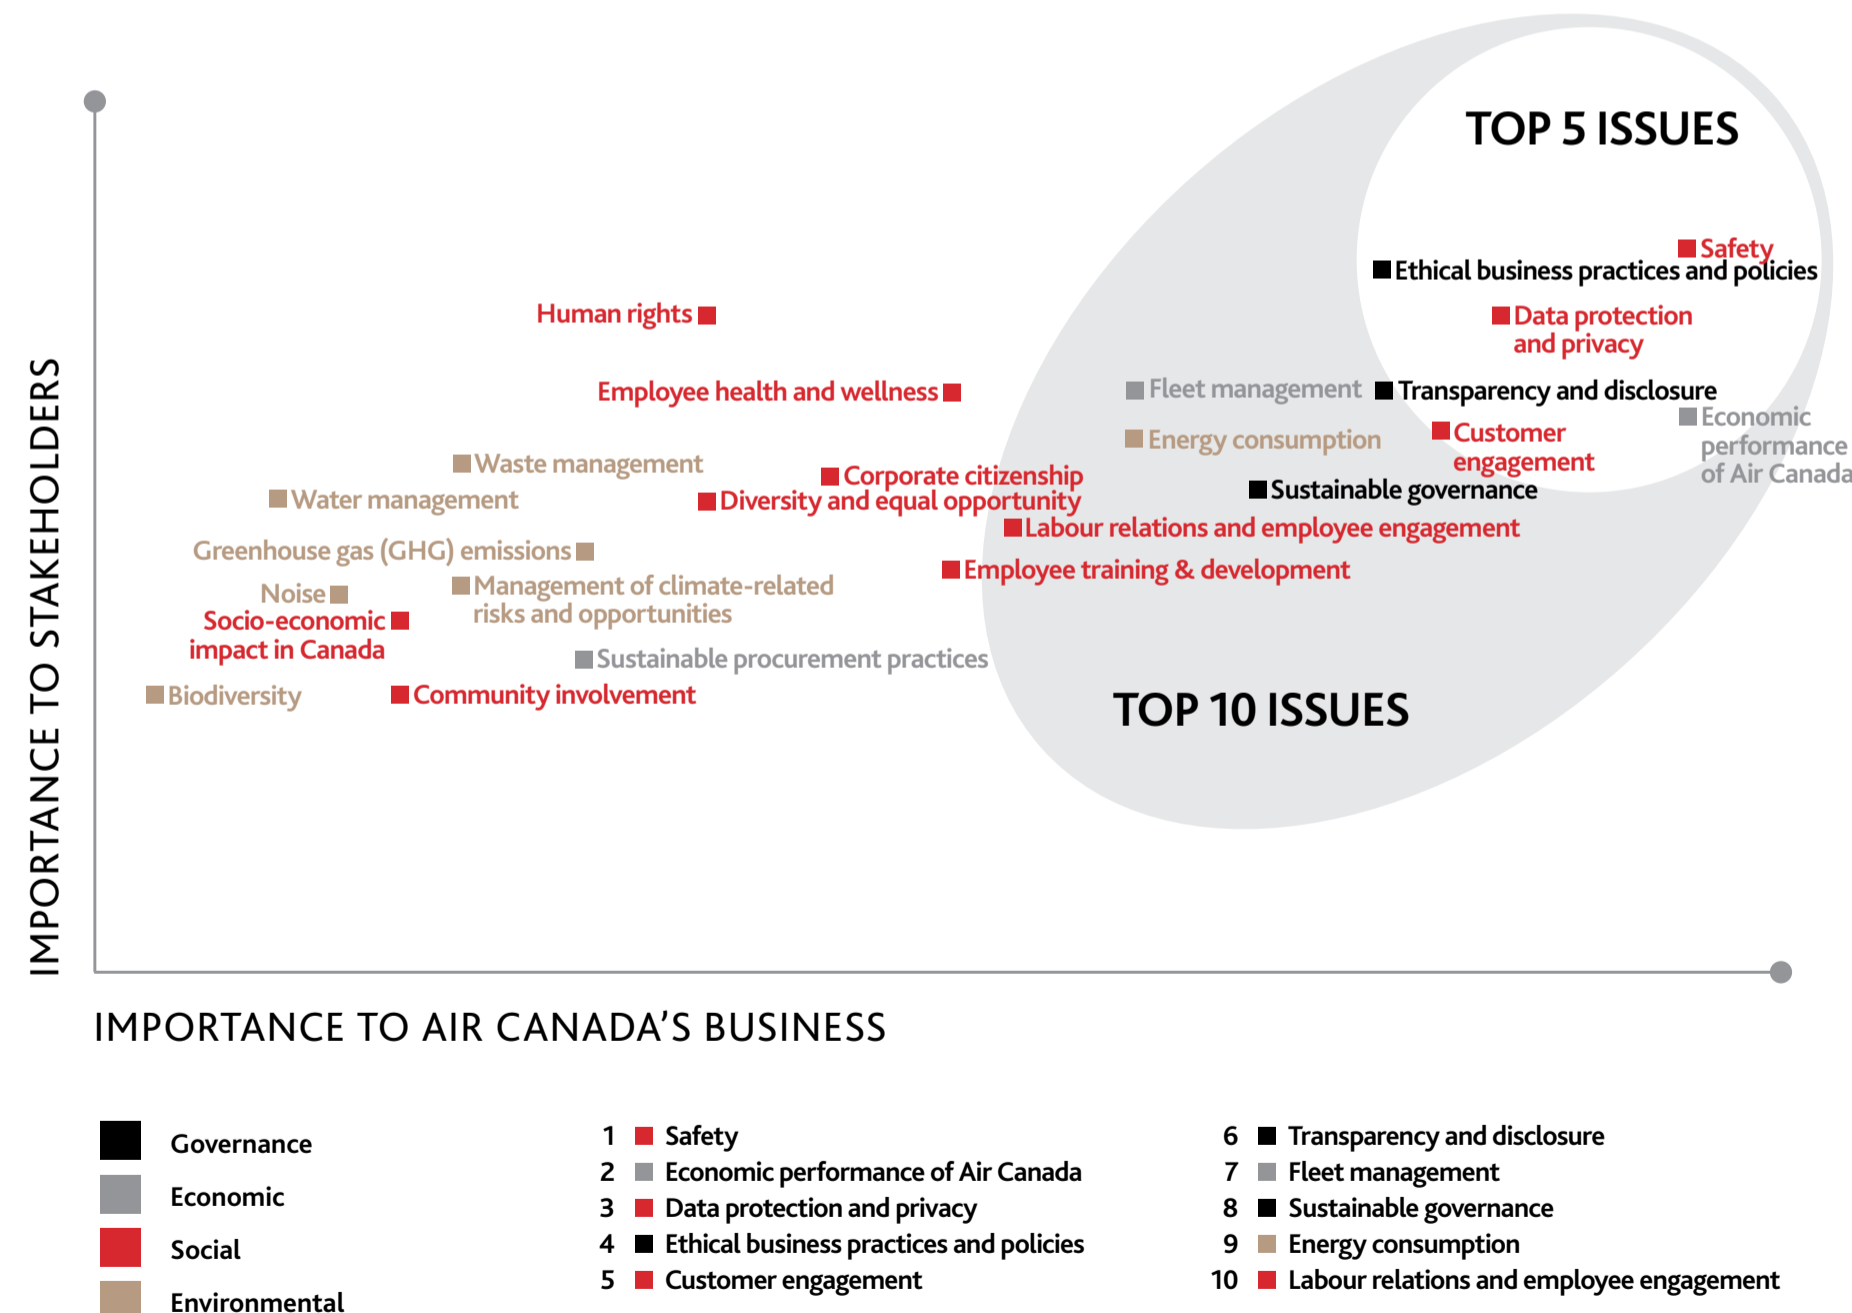 TOP 5 ISSUES
Safety
Ethical business practices and policies
Human rights
Data protection
and privacy
Employee health and wellness
Fleet management
Transparency and disclosure
Economic
performance
of Air Canada
Customer
engagement
Energy consumption
Waste management
Corporate citizenship
Water management
Diversity and equal opportunity
Sustainable governance
Labour relations and employee engagement
Greenhouse gas (GHG) emissions
Employee training & development
Noise
Management of climate-related
risks and opportunities
Socio-economic
impact in Canada
Sustainable procurement practices
Biodiversity
Community involvement
TOP 10 ISSUES
IMPORTANCE TO STAKEHOLDERS
IMPORTANCE TO AIR CANADA’S BUSINESS
Governance
Economic
Social
Environmental
1 Safety
2 Economic performance of Air Canada
3 Data protection and privacy
4 Ethical business practices and policies
5 Customer engagement
6 Transparency and disclosure
7 Fleet management
8 Sustainable governance
9 Energy consumption
10 Labour relations and employee engagement